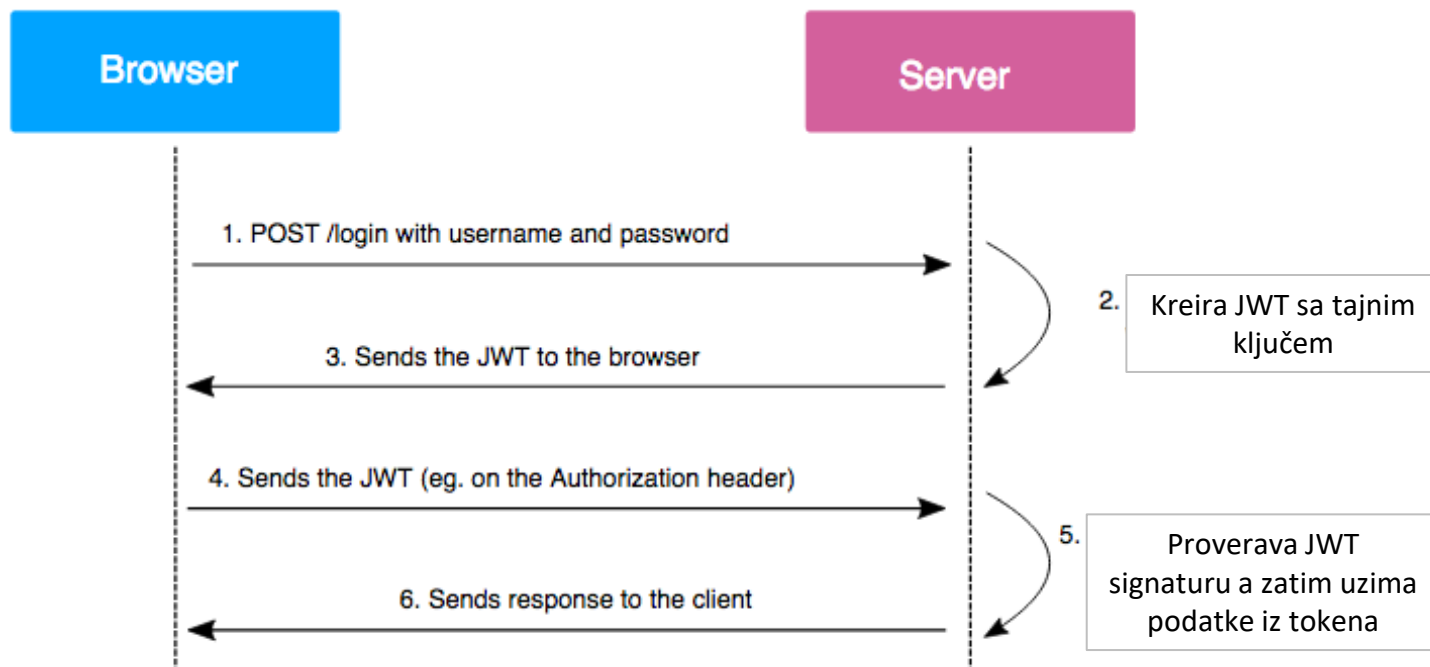 Browser
Server
1. POST /login with username and password
2.
Kreira JWT sa tajnim
ključem
3. Sends the JWT to the browser
4. Sends the JWT (eg. on the Authorization header)
5.
Proverava JWT
signaturu a zatim uzima
podatke iz tokena
6. Sends response to the client